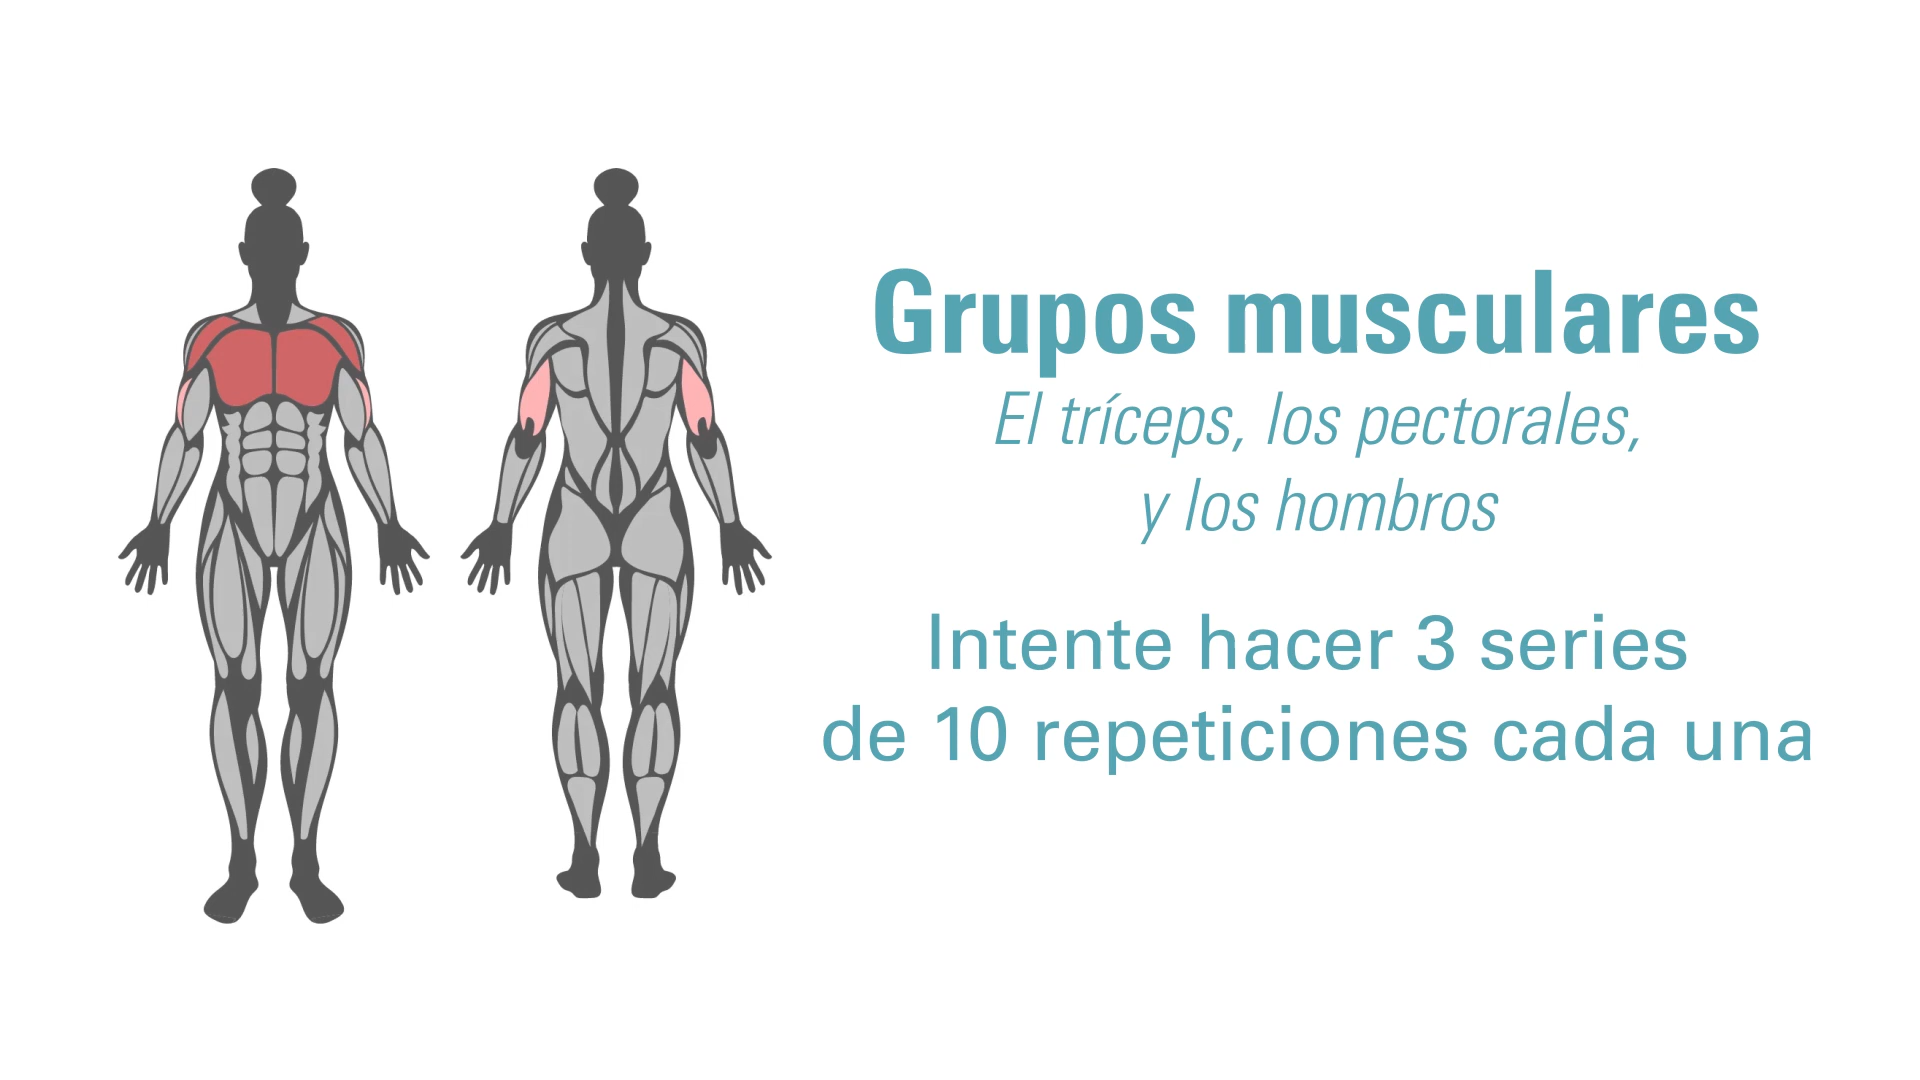 Grupos musculares
El tríceps, los pectorales,
y los hombros
Intente hacer 3 series
de 10 repeticiones cada una